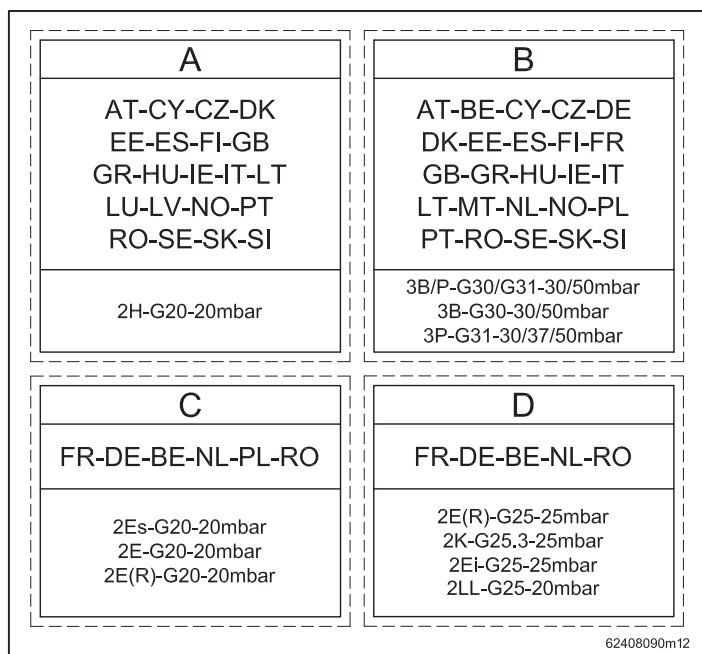 A
AT-CY-CZ-DK
EE-ES-FI-GB
GR-HU-IE-IT-LT
LU-LV-NO-PT
RO-SE-SK-SI
2H-G20-20mbar
B
AT-BE-CY-CZ-DE
DK-EE-ES-FI-FR
GB-GR-HU-IE-IT
LT-MT-NL-NO-PL
PT-RO-SE-SK-SI
3B/P-G30/G31-30/50mbar
3B-G30-30/50mbar
3P-G31-30/37/50mbar
C
FR-DE-BE-NL-PL-RO
2Es-G20-20mbar
2E-G20-20mbar
2E(R)-G20-20mbar
D
FR-DE-BE-NL-RO
2E(R)-G25-25mbar
2K-G25.3-25mbar
2Ei-G25-25mbar
2LL-G25-20mbar
62408090m12